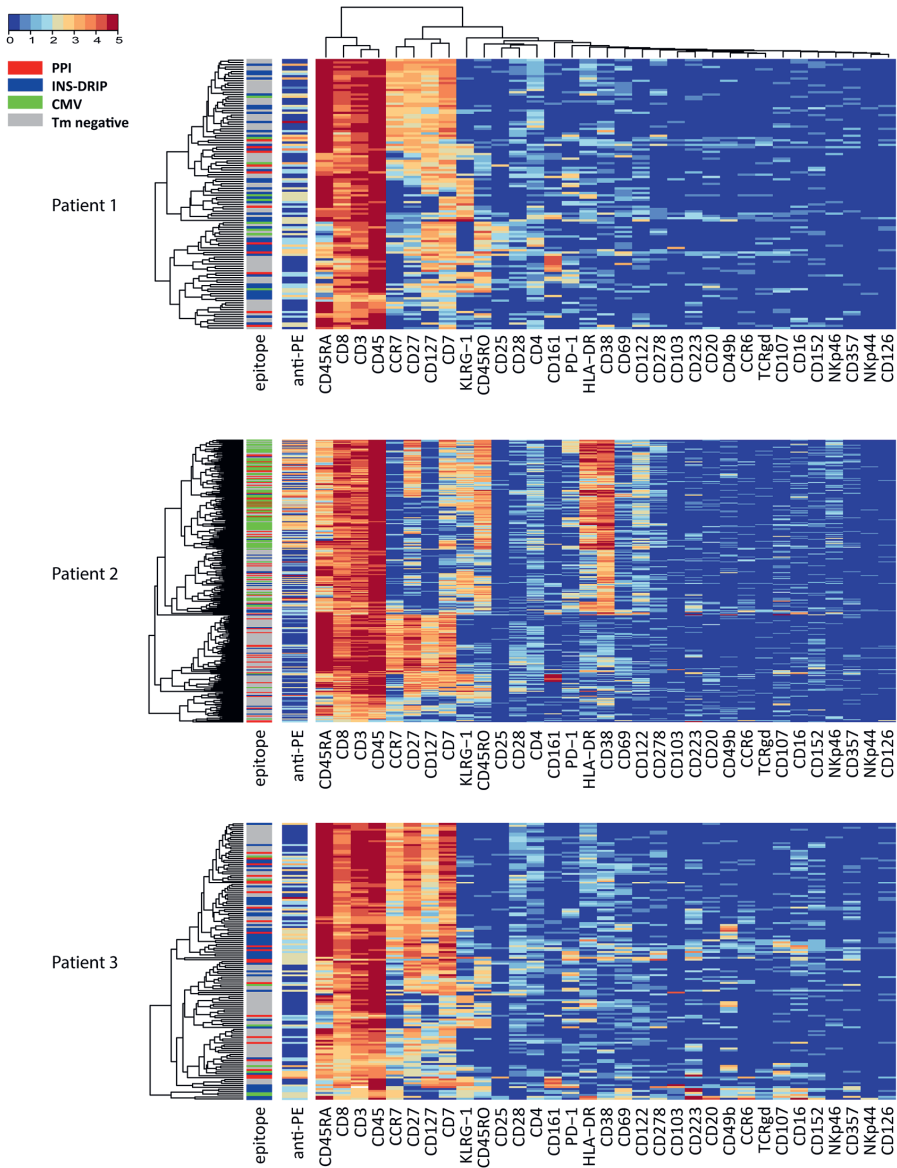 0 1 2 3 4 5
PPI
INS-DRIP
CMV
Tm negative
Patient 1
epitope anti-PE CD45RA CD8 CD3 CD45 CCR7 CD27 CD127 CD7 KLRG-1 CD45RO CD25 CD28 CD4 CD161 PD-1 HLA-DR CD38 CD69 CD122 CD278 CD103 CD223 CD20 CD49b CCR6 TCRgd CD107 CD16 CD152 NKp46 CD357 NKp44 CD126
Patient 2
epitope anti-PE CD45RA CD8 CD3 CD45 CCR7 CD27 CD127 CD7 KLRG-1 CD45RO CD25 CD28 CD4 CD161 PD-1 HLA-DR CD38 CD69 CD122 CD278 CD103 CD223 CD20 CD49b CCR6 TCRgd CD107 CD16 CD152 NKp46 CD357 NKp44 CD126
Patient 3
epitope anti-PE CD45RA CD8 CD3 CD45 CCR7 CD27 CD127 CD7 KLRG-1 CD45RO CD25 CD28 CD4 CD161 PD-1 HLA-DR CD38 CD69 CD122 CD278 CD103 CD223 CD20 CD49b CCR6 TCRgd CD107 CD16 CD152 NKp46 CD357 NKp44 CD126